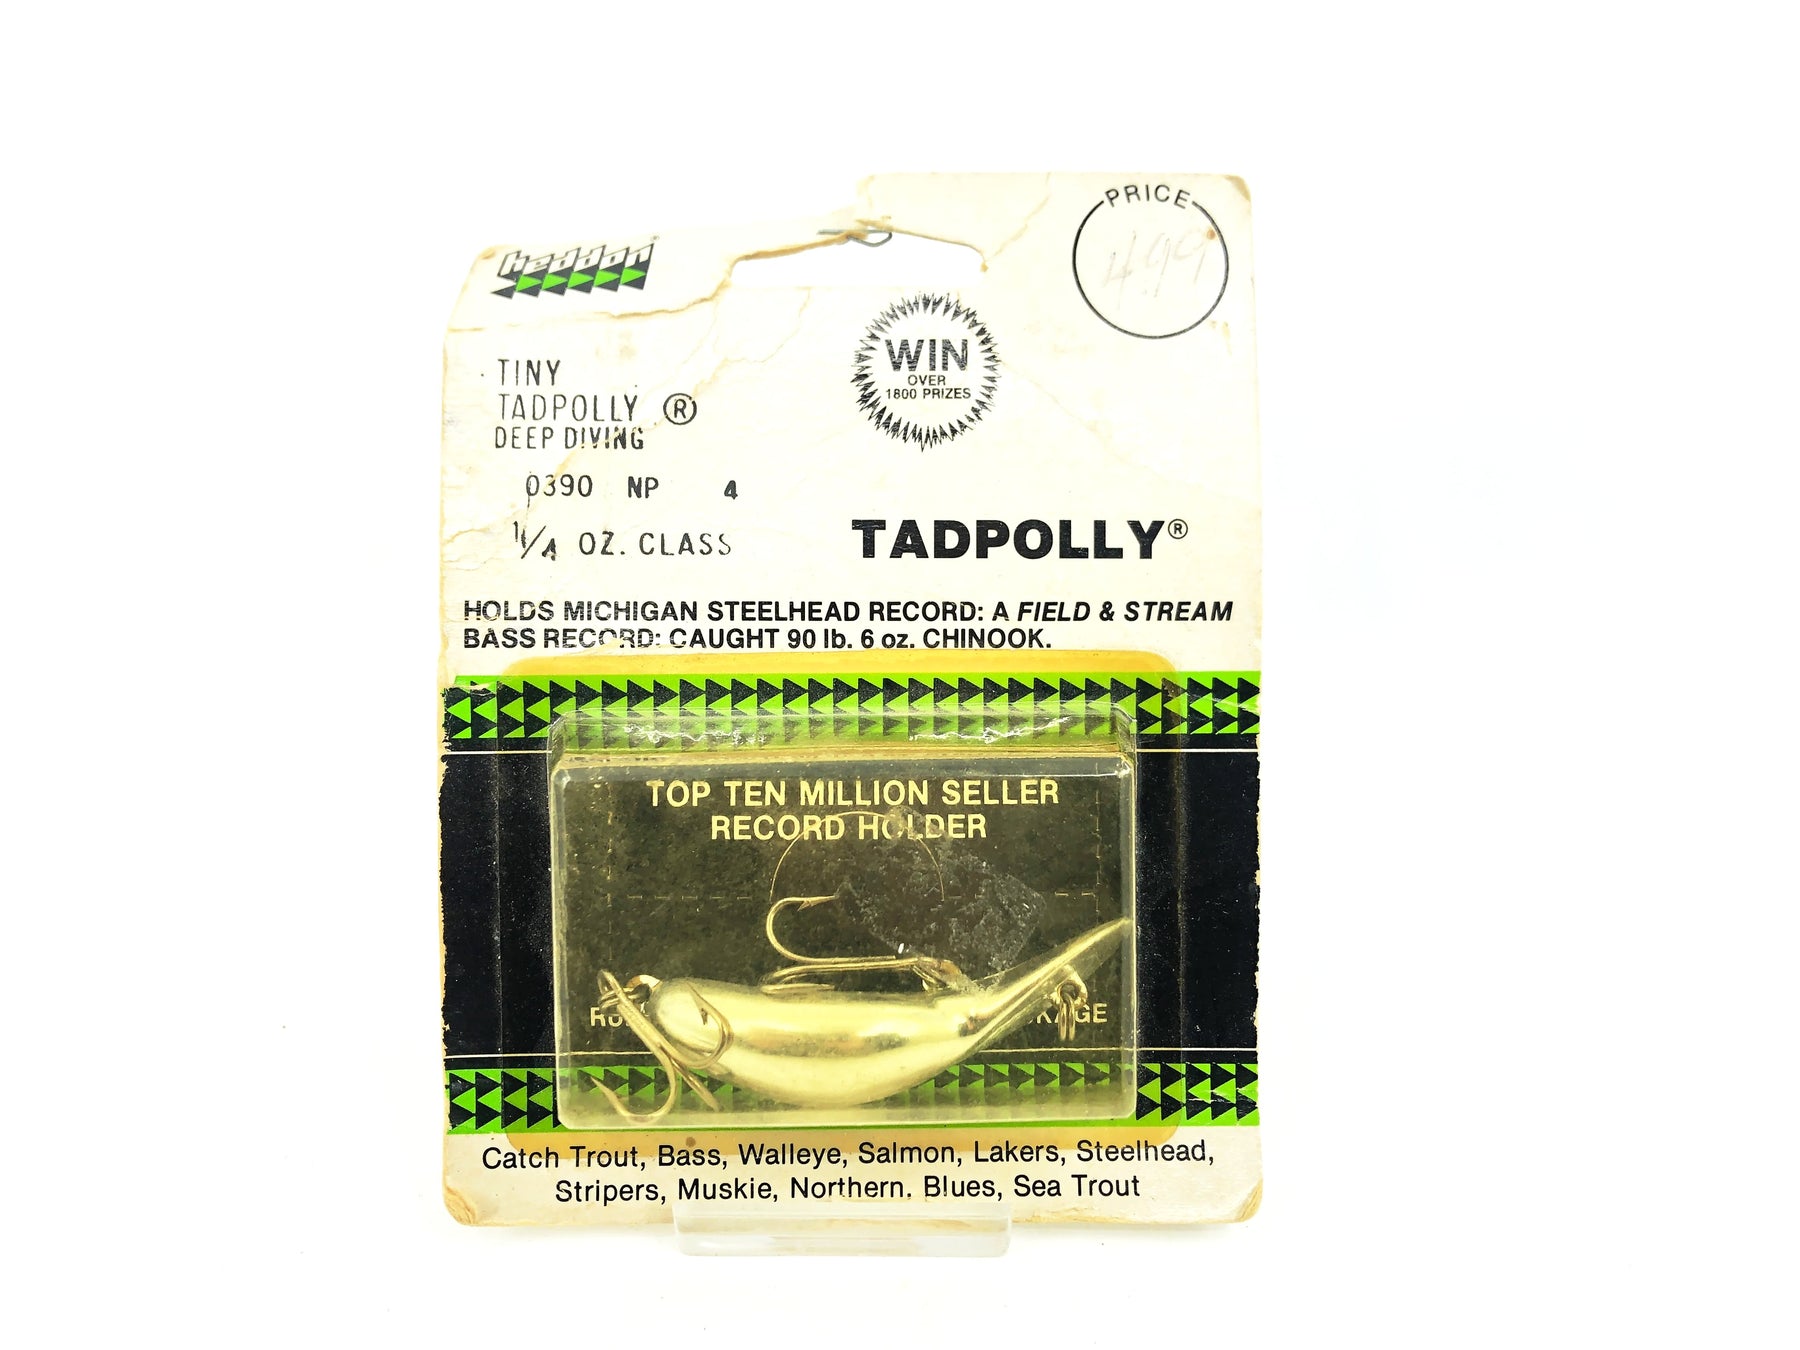 heddon®
PRICE
4.99
WIN
OVER
1800 PRIZES
TINY
TADPOLLY ®
DEEP DIVING
0390 NP 4
1/4 OZ. CLASS
TADPOLLY®
HOLDS MICHIGAN STEELHEAD RECORD: A FIELD & STREAM
BASS RECORD: CAUGHT 90 lb. 6 oz. CHINOOK.
TOP TEN MILLION SELLER
RECORD HOLDER
Catch Trout, Bass, Walleye, Salmon, Lakers, Steelhead,
Stripers, Muskie, Northern. Blues, Sea Trout